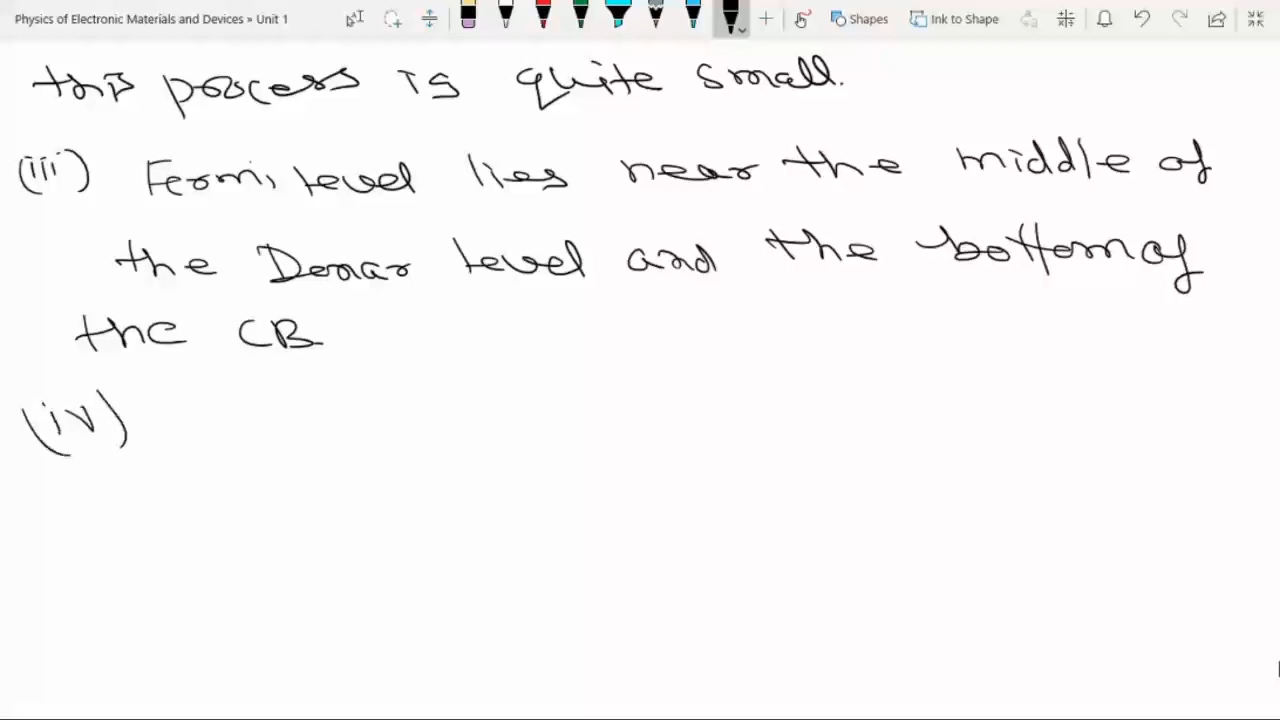 Physics of Electronic Materials and Devices » Unit 1
Shapes
Ink to Shape
this process is quite small.
(iii) Fermi level lies near the middle of
the Donar level and the bottom of
the CB
(iv)